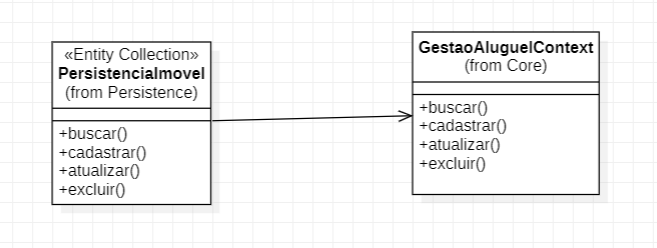 «Entity Collection»
PersistenciaImovel
(from Persistence)
+buscar()
+cadastrar()
+atualizar()
+excluir()
GestaoAluguelContext
(from Core)
+buscar()
+cadastrar()
+atualizar()
+excluir()